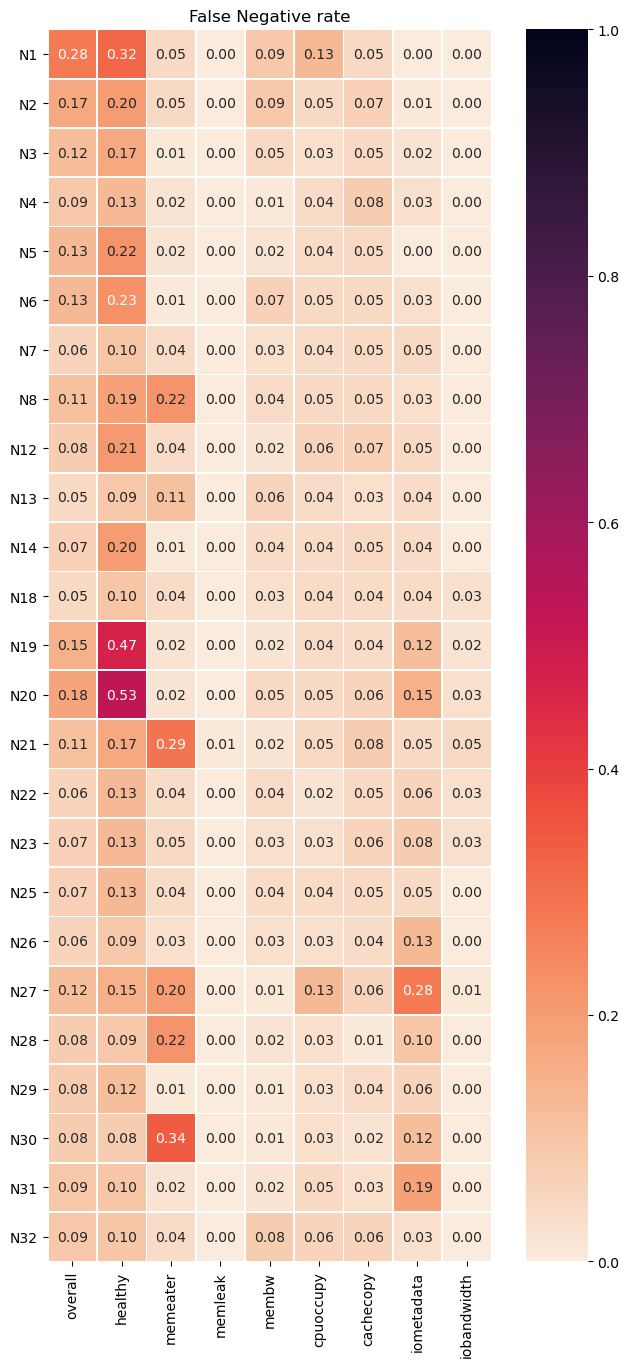 False Negative rate
N1 0.28 0.32 0.05 0.00 0.09 0.13 0.05 0.00 0.00
N2 0.17 0.20 0.05 0.00 0.09 0.05 0.07 0.01 0.00
N3 0.12 0.17 0.01 0.00 0.05 0.03 0.05 0.02 0.00
N4 0.09 0.13 0.02 0.00 0.01 0.04 0.08 0.03 0.00
N5 0.13 0.22 0.02 0.00 0.02 0.04 0.05 0.00 0.00
N6 0.13 0.23 0.01 0.00 0.07 0.05 0.05 0.03 0.00
N7 0.06 0.10 0.04 0.00 0.03 0.04 0.05 0.05 0.00
N8 0.11 0.19 0.22 0.00 0.04 0.05 0.05 0.03 0.00
N12 0.08 0.21 0.04 0.00 0.02 0.06 0.07 0.05 0.00
N13 0.05 0.09 0.11 0.00 0.06 0.04 0.03 0.04 0.00
N14 0.07 0.20 0.01 0.00 0.04 0.04 0.05 0.04 0.00
N18 0.05 0.10 0.04 0.00 0.03 0.04 0.04 0.04 0.03
N19 0.15 0.47 0.02 0.00 0.02 0.04 0.04 0.12 0.02
N20 0.18 0.53 0.02 0.00 0.05 0.05 0.06 0.15 0.03
N21 0.11 0.17 0.29 0.01 0.02 0.05 0.08 0.05 0.05
N22 0.06 0.13 0.04 0.00 0.04 0.02 0.05 0.06 0.03
N23 0.07 0.13 0.05 0.00 0.03 0.03 0.06 0.08 0.03
N25 0.07 0.13 0.04 0.00 0.04 0.04 0.05 0.05 0.00
N26 0.06 0.09 0.03 0.00 0.03 0.03 0.04 0.13 0.00
N27 0.12 0.15 0.20 0.00 0.01 0.13 0.06 0.28 0.01
N28 0.08 0.09 0.22 0.00 0.02 0.03 0.01 0.10 0.00
N29 0.08 0.12 0.01 0.00 0.01 0.03 0.04 0.06 0.00
N30 0.08 0.08 0.34 0.00 0.01 0.03 0.02 0.12 0.00
N31 0.09 0.10 0.02 0.00 0.02 0.05 0.03 0.19 0.00
N32 0.09 0.10 0.04 0.00 0.08 0.06 0.06 0.03 0.00
overall healthy memeater memleak membw cpuoccupy cachecopy iometadata iobandwidth
1.0
0.8
0.6
0.4
0.2
0.0